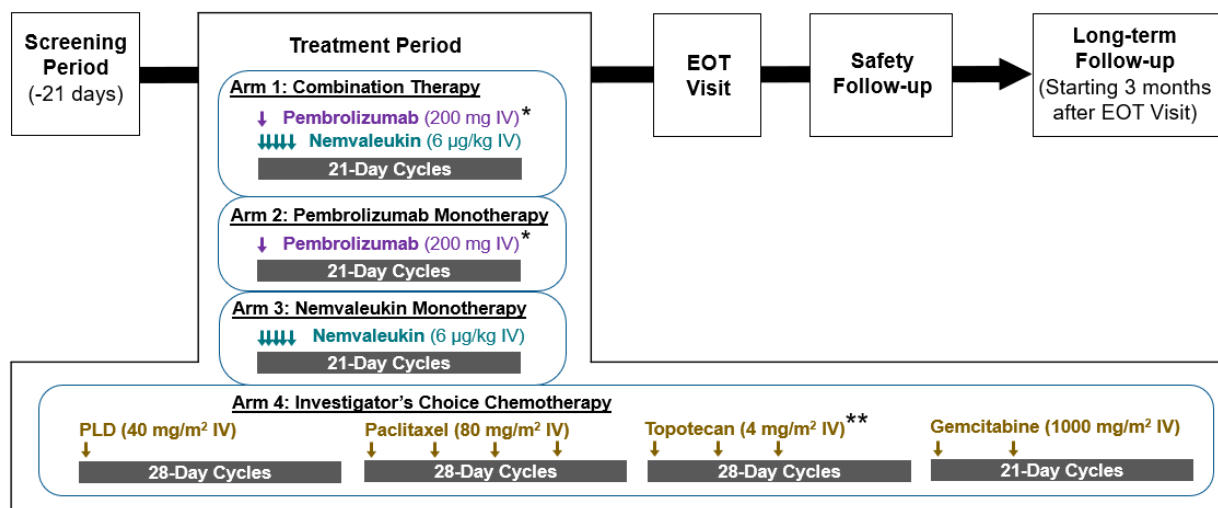 Screening
Period
(-21 days)
Treatment Period
Arm 1: Combination Therapy
Pembrolizumab (200 mg IV)*
Nemvaleukin (6 µg/kg IV)
21-Day Cycles
Arm 2: Pembrolizumab Monotherapy
Pembrolizumab (200 mg IV)*
21-Day Cycles
Arm 3: Nemvaleukin Monotherapy
Nemvaleukin (6 µg/kg IV)
21-Day Cycles
Arm 4: Investigator’s Choice Chemotherapy
PLD (40 mg/m² IV)
28-Day Cycles
Paclitaxel (80 mg/m² IV)
28-Day Cycles
Topotecan (4 mg/m² IV)**
28-Day Cycles
Gemcitabine (1000 mg/m² IV)
21-Day Cycles
EOT
Visit
Safety
Follow-up
Long-term
Follow-up
(Starting 3 months
after EOT Visit)